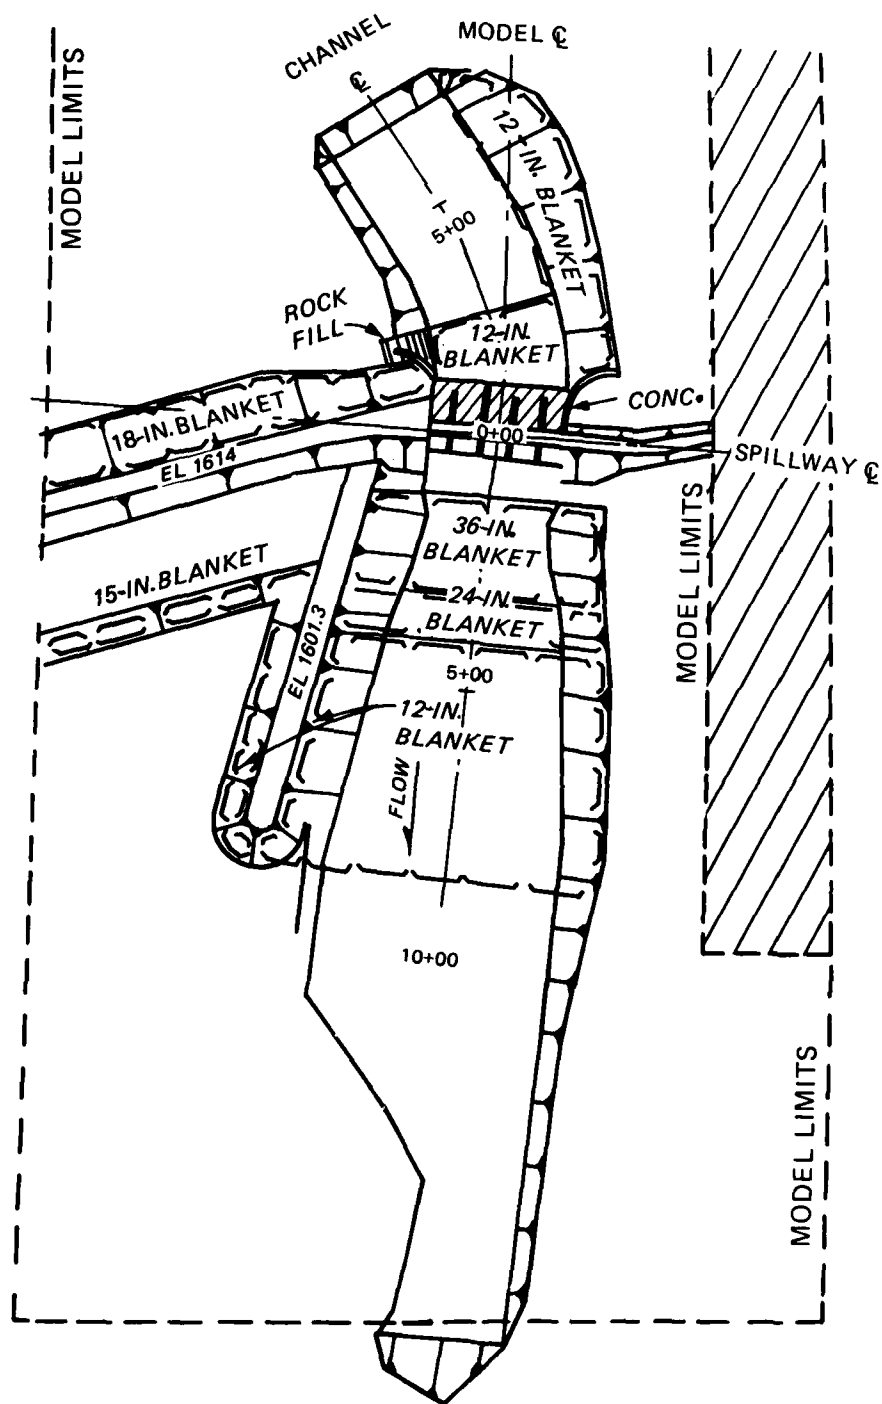 CHANNEL
℄
MODEL ℄
MODEL LIMITS
12-IN. BLANKET
5+00
ROCK
FILL
12-IN.
BLANKET
CONC.
18-IN. BLANKET
0+00
EL 1614
SPILLWAY ℄
36-IN.
BLANKET
15-IN. BLANKET
24-IN.
BLANKET
MODEL LIMITS
EL 1601.3
5+00
12-IN.
BLANKET
FLOW
10+00
MODEL LIMITS